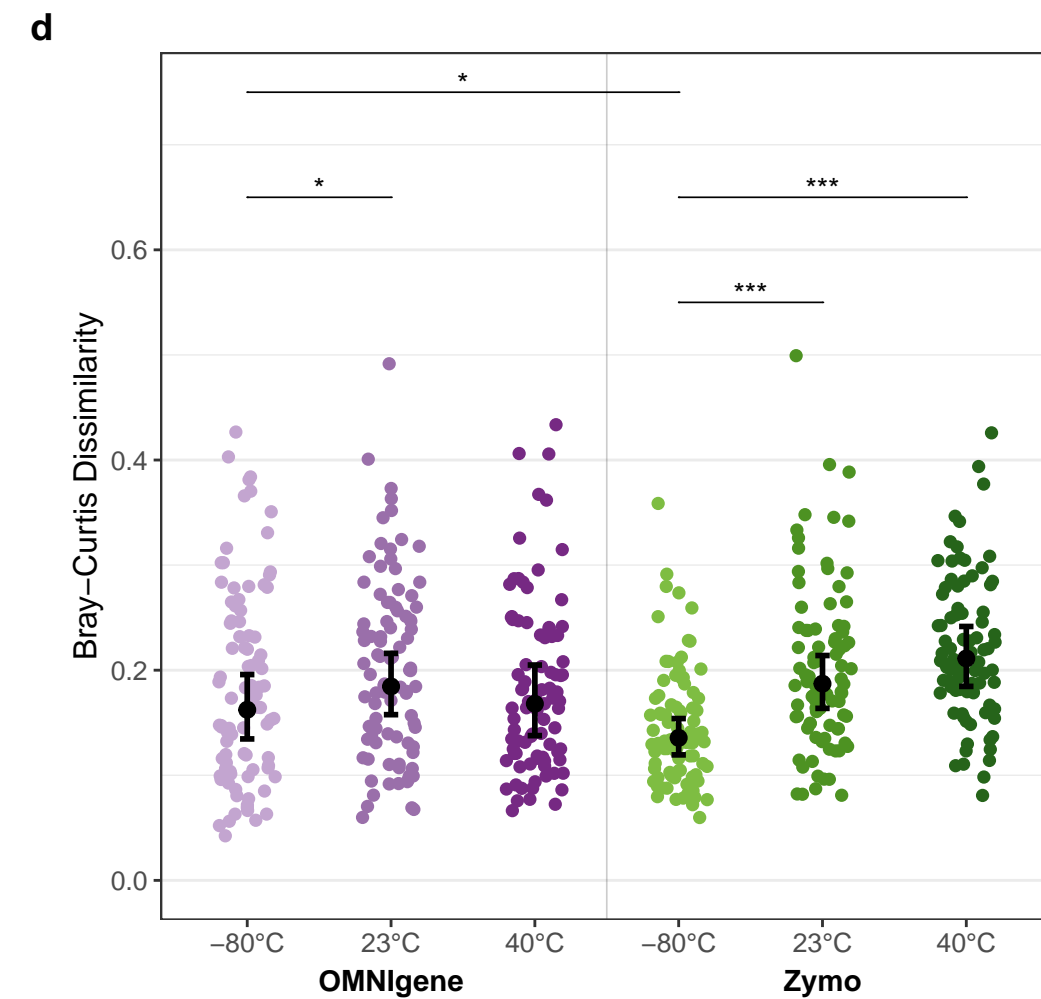 d
*
*
***
***
0.6
0.4
0.2
0.0
Bray−Curtis Dissimilarity
−80°C 23°C 40°C −80°C 23°C 40°C
OMNIgene Zymo